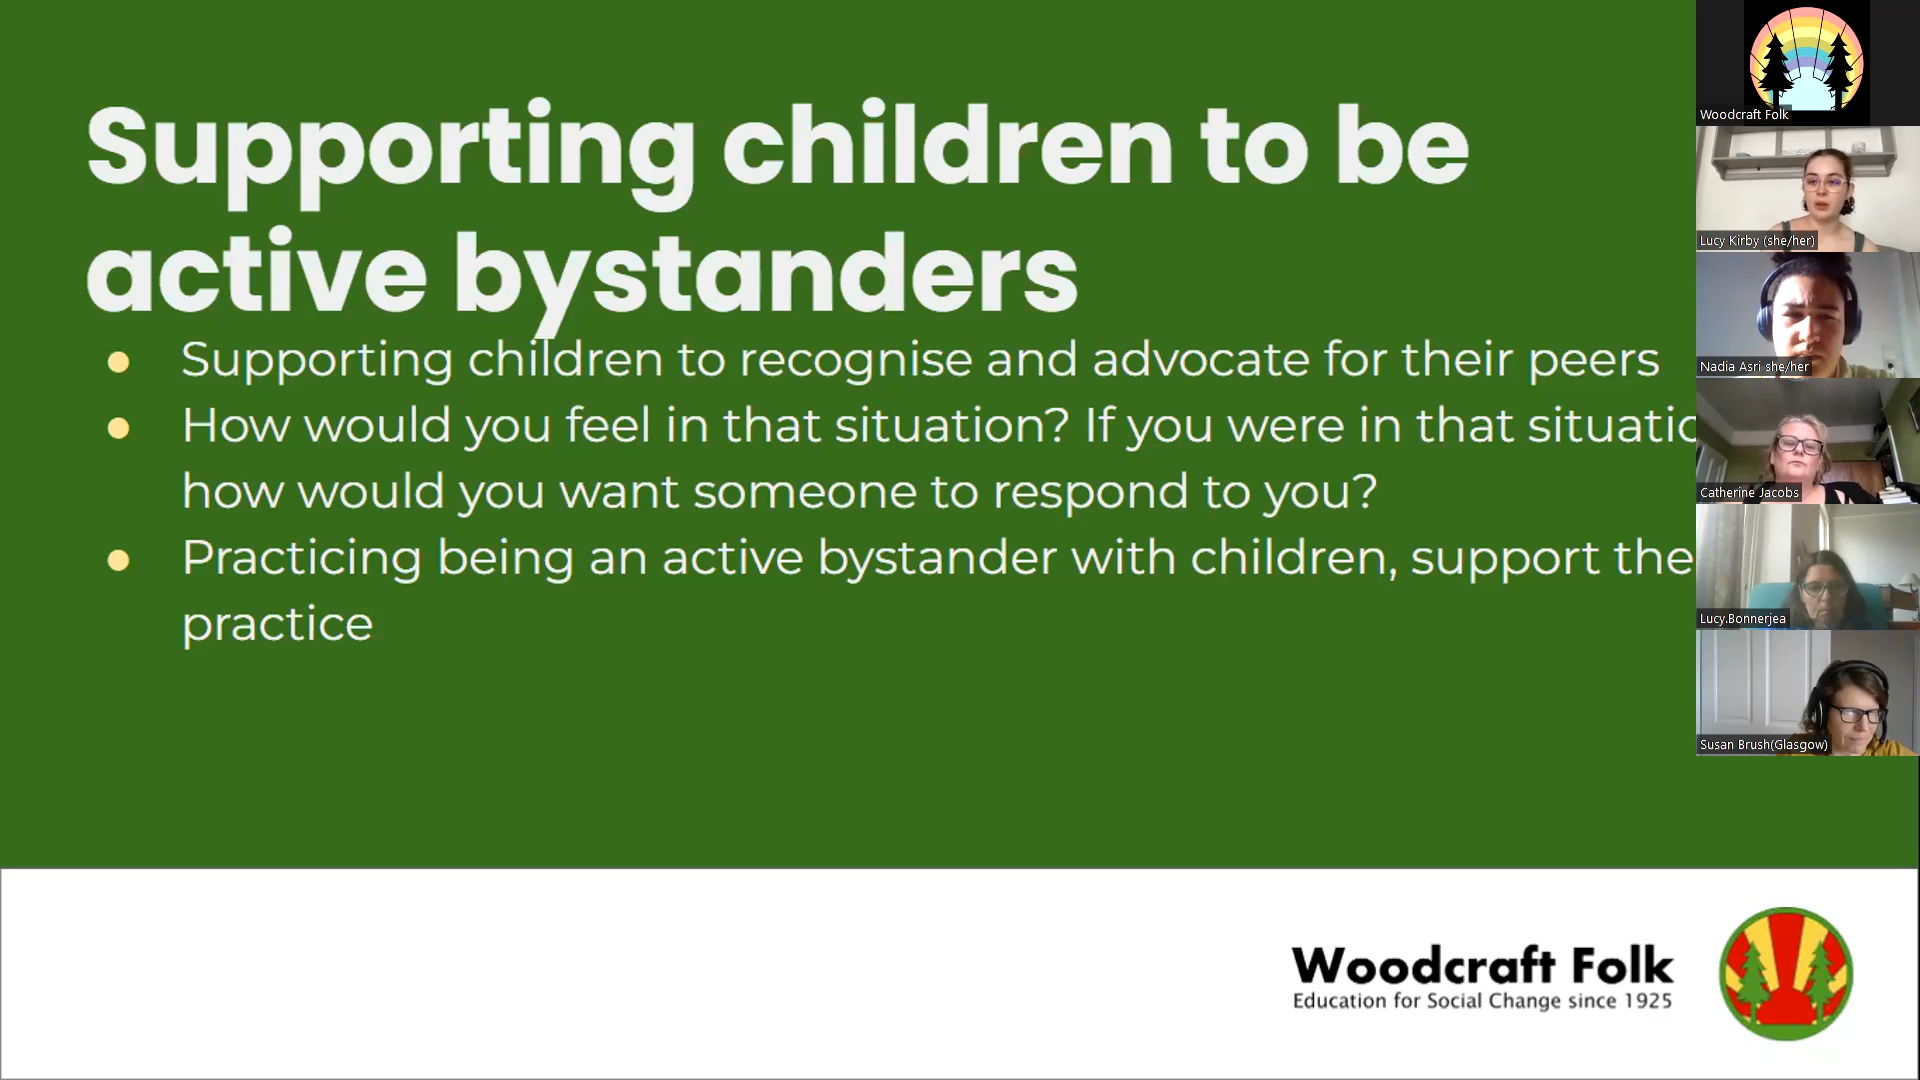 Supporting children to be
active bystanders
● Supporting children to recognise and advocate for their peers
● How would you feel in that situation? If you were in that
how would you want someone to respond to you?
● Practicing being an active bystander with children, support
practice
Woodcraft Folk
Education for Social Change since 1925
Woodcraft Folk
Lucy Kirby (she/her)
Nadia Asri she/her
Catherine Jacobs
Lucy.Bonnerjea
Susan Brush(Glasgow)